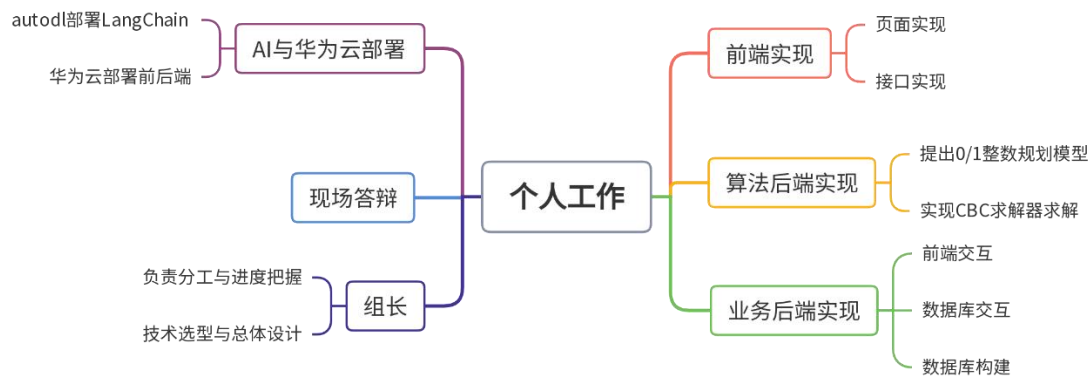 个人工作
前端实现
页面实现
接口实现
算法后端实现
提出0/1整数规划模型
实现CBC求解器求解
业务后端实现
前端交互
数据库交互
数据库构建
AI与华为云部署
autodl部署LangChain
华为云部署前后端
现场答辩
组长
负责分工与进度把握
技术选型与总体设计